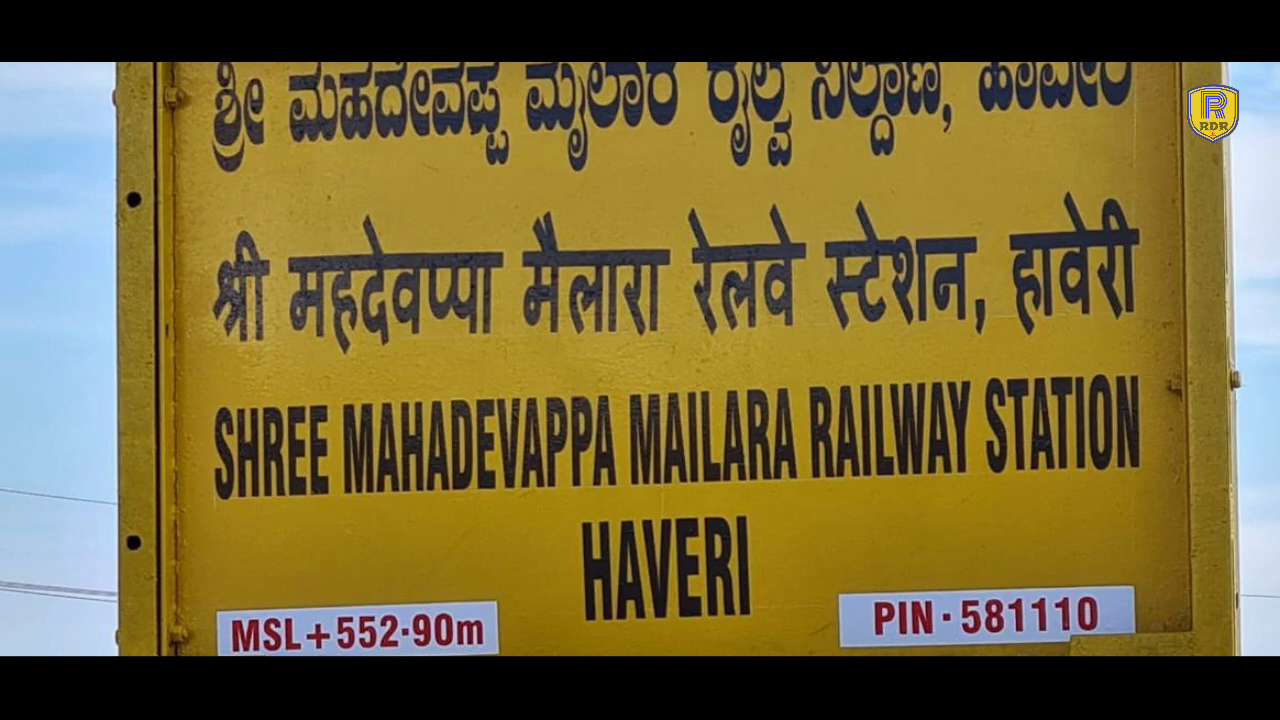 ಶ್ರೀ ಮಹದೇವಪ್ಪ ಮೈಲಾರ ರೈಲ್ವೆ ನಿಲ್ದಾಣ, ಹಾವೇರಿ
श्री महदेवप्पा मैलारा रेलवे स्टेशन, हावेरी
SHREE MAHADEVAPPA MAILARA RAILWAY STATION
HAVERI
MSL+552·90m
PIN·581110
R
RDR